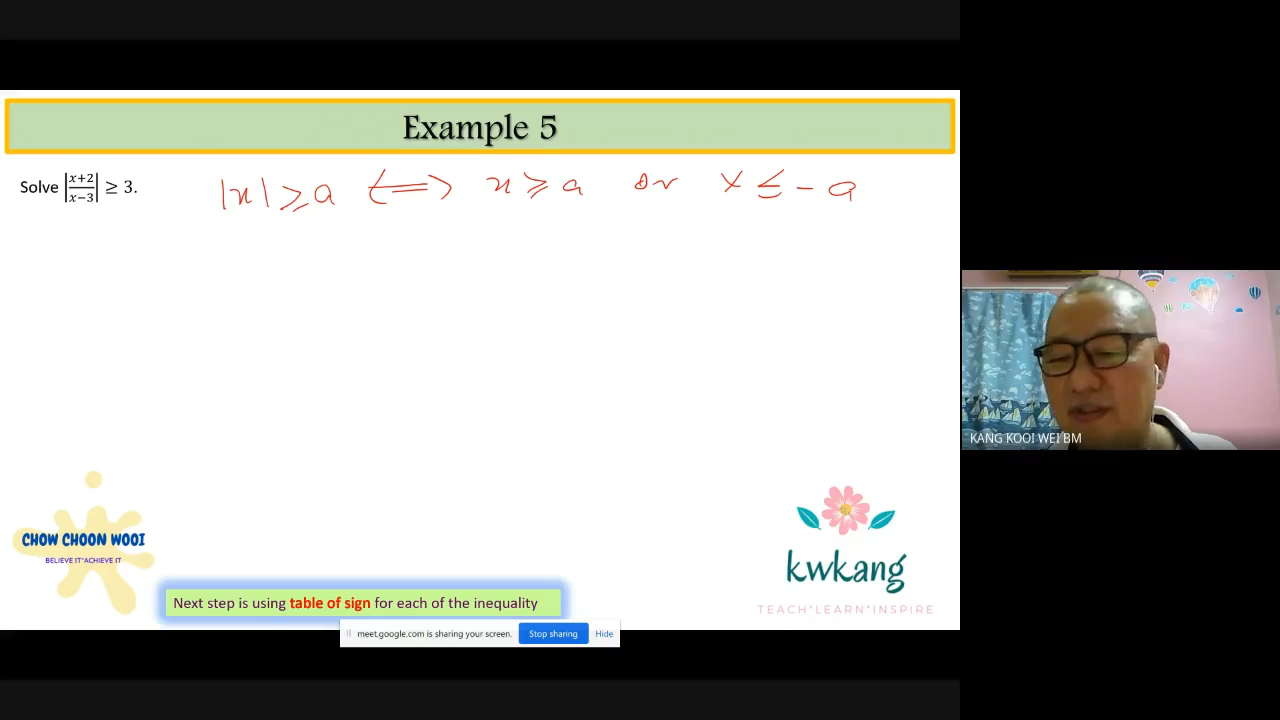 Example 5
Solve |x+2/x−3| ≥ 3.
|x| ≥ a ⟺ x ≥ a or x ≤ - a
KANG KOOI WEI BM
CHOW CHOON WOOI
BELIEVE IT*ACHIEVE IT
kwkang
TEACH*LEARN*INSPIRE
Next step is using table of sign for each of the inequality
meet.google.com is sharing your screen. Stop sharing Hide